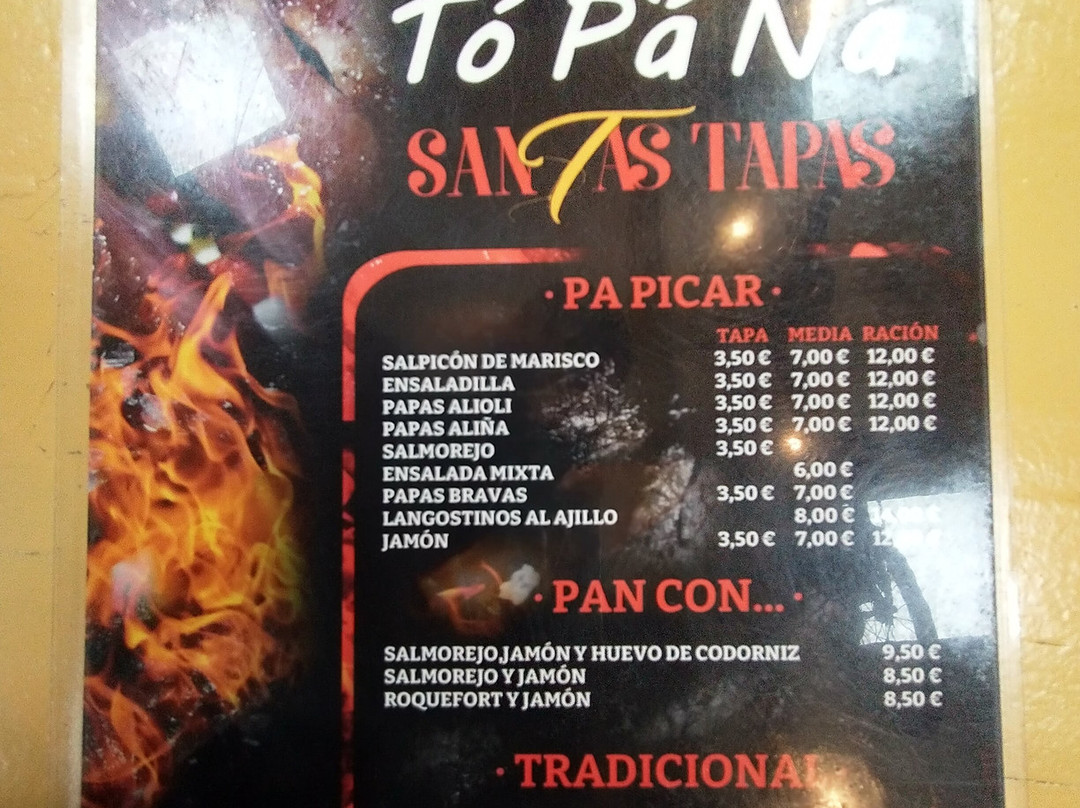 Tó Pá Ná
SANTAS TAPAS
· PA PICAR ·
TAPA MEDIA RACIÓN
SALPICÓN DE MARISCO 3,50 € 7,00 € 12,00 €
ENSALADILLA 3,50 € 7,00 € 12,00 €
PAPAS ALIOLI 3,50 € 7,00 € 12,00 €
PAPAS ALIÑA 3,50 € 7,00 € 12,00 €
SALMOREJO 3,50 €
ENSALADA MIXTA 6,00 €
PAPAS BRAVAS 3,50 € 7,00 €
LANGOSTINOS AL AJILLO 8,00 €
JAMÓN 3,50 € 7,00 €
· PAN CON... ·
SALMOREJO,JAMÓN Y HUEVO DE CODORNIZ 9,50 €
SALMOREJO Y JAMÓN 8,50 €
ROQUEFORT Y JAMÓN 8,50 €
· TRADICIONAL